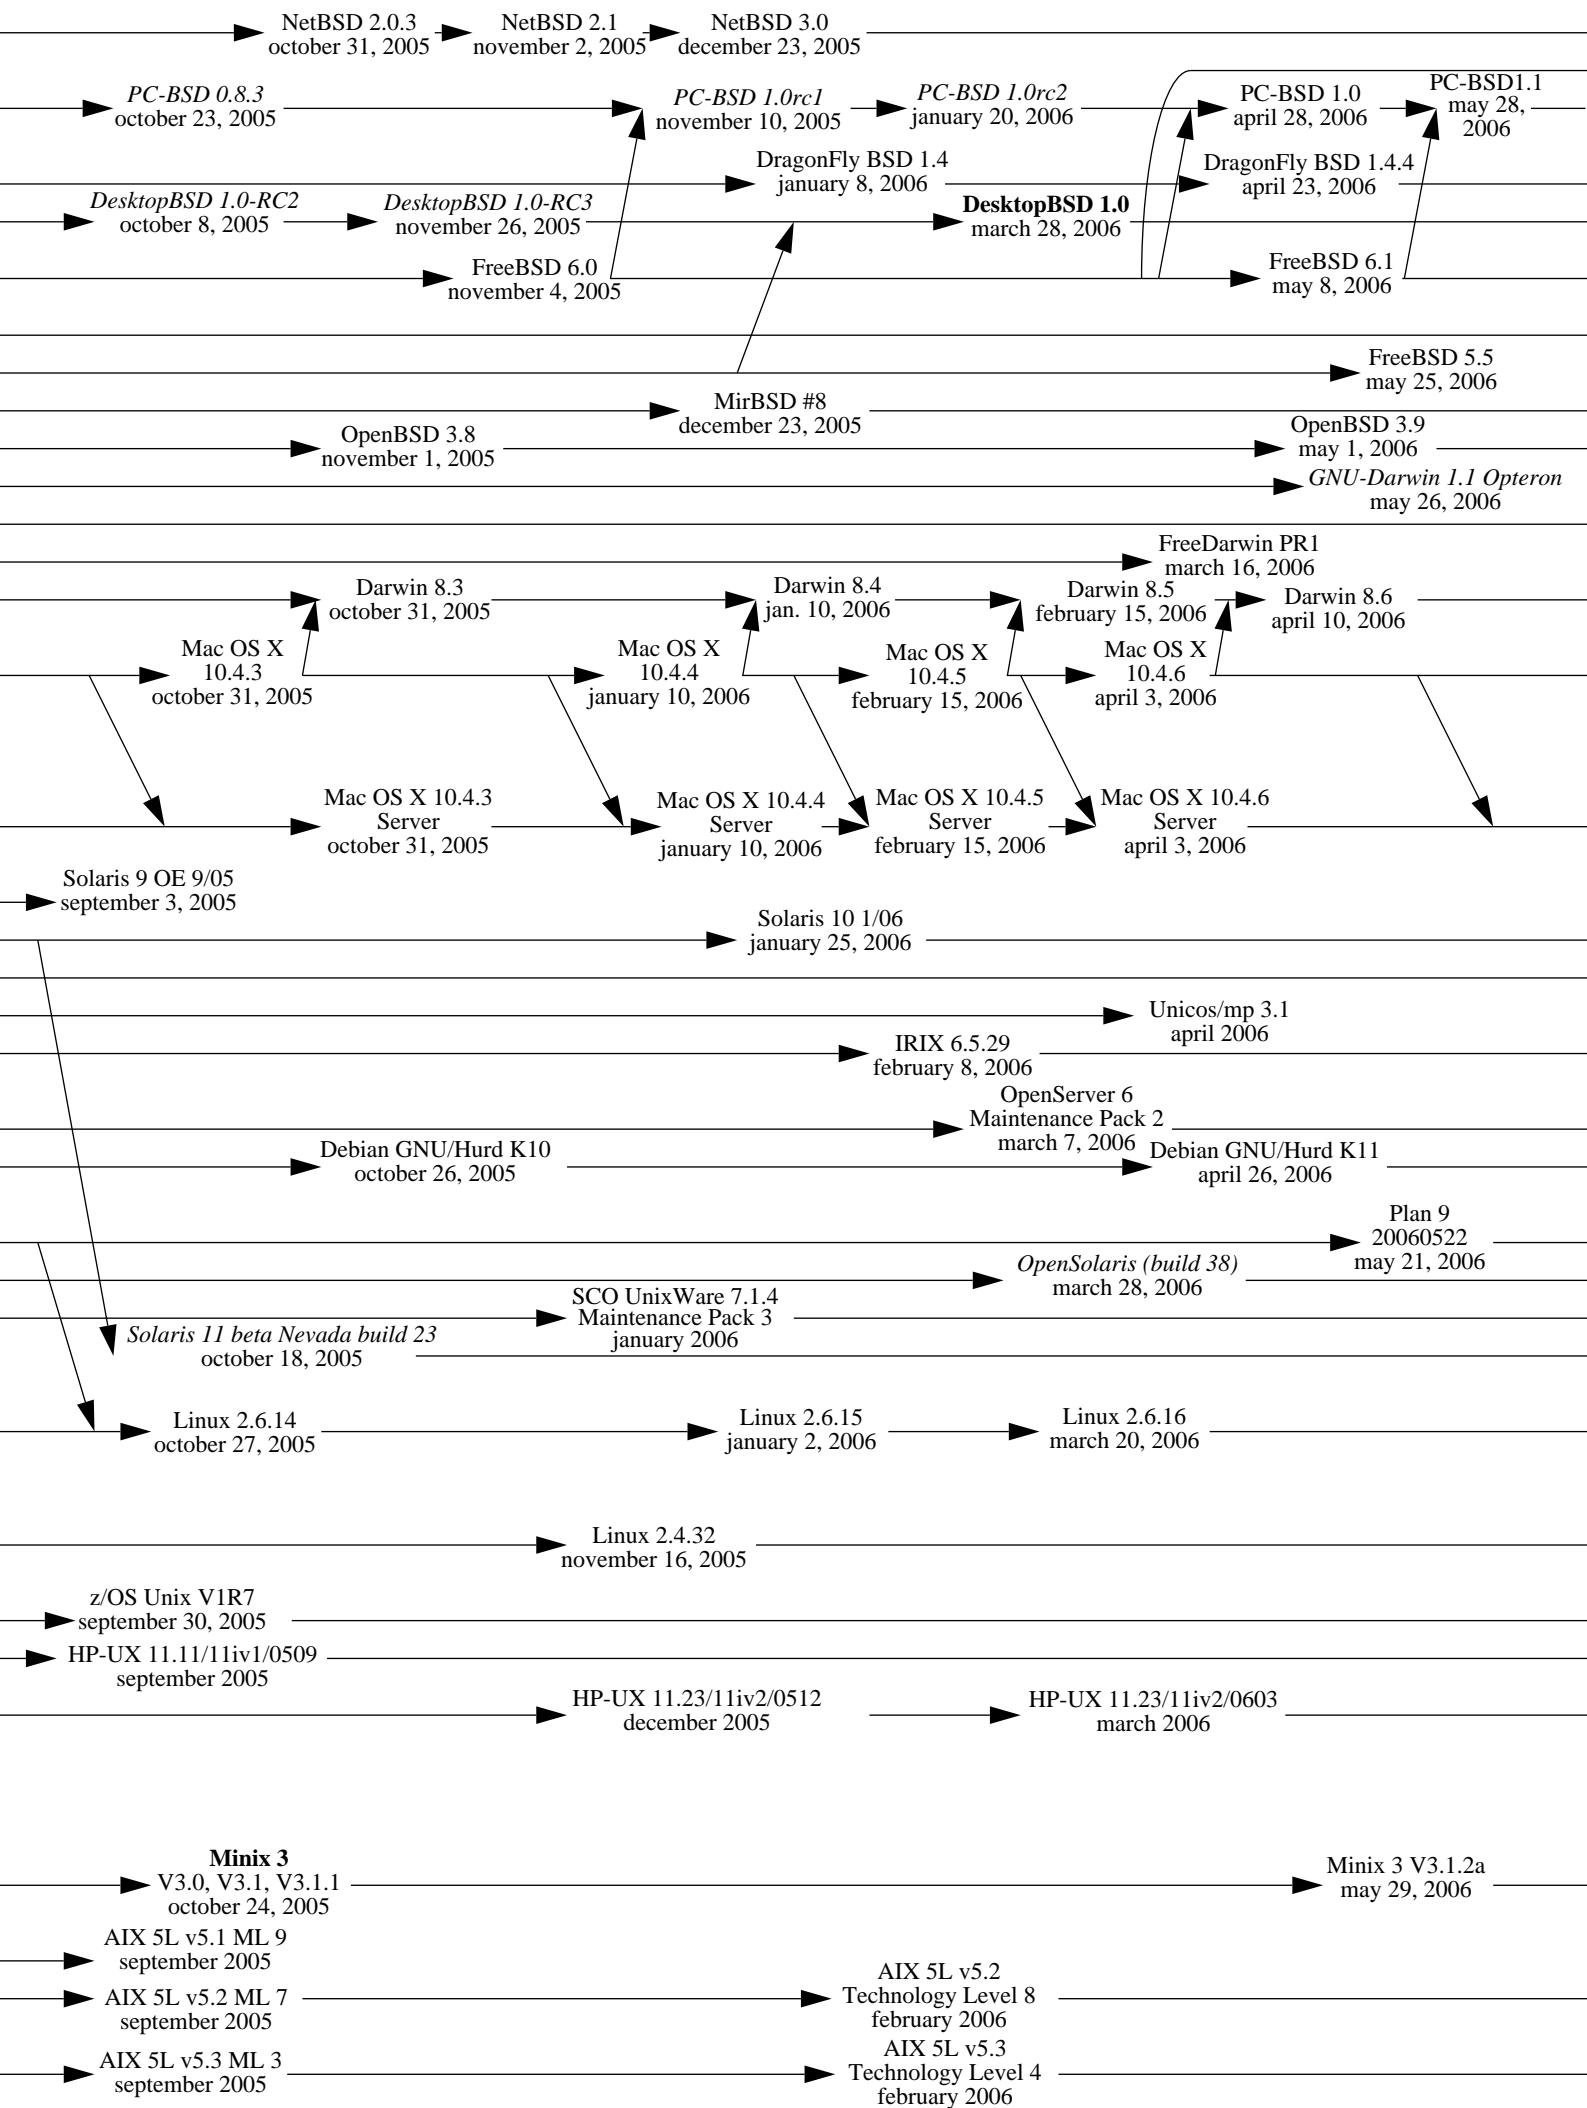 NetBSD 2.0.3
october 31, 2005
NetBSD 2.1
november 2, 2005
NetBSD 3.0
december 23, 2005
PC-BSD 0.8.3
october 23, 2005
PC-BSD 1.0rc1
november 10, 2005
PC-BSD 1.0rc2
january 20, 2006
PC-BSD 1.0
april 28, 2006
PC-BSD1.1
may 28,
2006
DragonFly BSD 1.4
january 8, 2006
DragonFly BSD 1.4.4
april 23, 2006
DesktopBSD 1.0-RC2
october 8, 2005
DesktopBSD 1.0-RC3
november 26, 2005
DesktopBSD 1.0
march 28, 2006
FreeBSD 6.0
november 4, 2005
FreeBSD 6.1
may 8, 2006
FreeBSD 5.5
may 25, 2006
MirBSD #8
december 23, 2005
OpenBSD 3.8
november 1, 2005
OpenBSD 3.9
may 1, 2006
GNU-Darwin 1.1 Opteron
may 26, 2006
FreeDarwin PR1
march 16, 2006
Darwin 8.3
october 31, 2005
Darwin 8.4
jan. 10, 2006
Darwin 8.5
february 15, 2006
Darwin 8.6
april 10, 2006
Mac OS X
10.4.3
october 31, 2005
Mac OS X
10.4.4
january 10, 2006
Mac OS X
10.4.5
february 15, 2006
Mac OS X
10.4.6
april 3, 2006
Mac OS X 10.4.3
Server
october 31, 2005
Mac OS X 10.4.4
Server
january 10, 2006
Mac OS X 10.4.5
Server
february 15, 2006
Mac OS X 10.4.6
Server
april 3, 2006
Solaris 9 OE 9/05
september 3, 2005
Solaris 10 1/06
january 25, 2006
Unicos/mp 3.1
april 2006
IRIX 6.5.29
february 8, 2006
OpenServer 6
Maintenance Pack 2
march 7, 2006
Debian GNU/Hurd K10
october 26, 2005
Debian GNU/Hurd K11
april 26, 2006
Plan 9
20060522
may 21, 2006
OpenSolaris (build 38)
march 28, 2006
SCO UnixWare 7.1.4
Maintenance Pack 3
january 2006
Solaris 11 beta Nevada build 23
october 18, 2005
Linux 2.6.14
october 27, 2005
Linux 2.6.15
january 2, 2006
Linux 2.6.16
march 20, 2006
Linux 2.4.32
november 16, 2005
z/OS Unix V1R7
september 30, 2005
HP-UX 11.11/11iv1/0509
september 2005
HP-UX 11.23/11iv2/0512
december 2005
HP-UX 11.23/11iv2/0603
march 2006
Minix 3
V3.0, V3.1, V3.1.1
october 24, 2005
Minix 3 V3.1.2a
may 29, 2006
AIX 5L v5.1 ML 9
september 2005
AIX 5L v5.2 ML 7
september 2005
AIX 5L v5.2
Technology Level 8
february 2006
AIX 5L v5.3 ML 3
september 2005
AIX 5L v5.3
Technology Level 4
february 2006